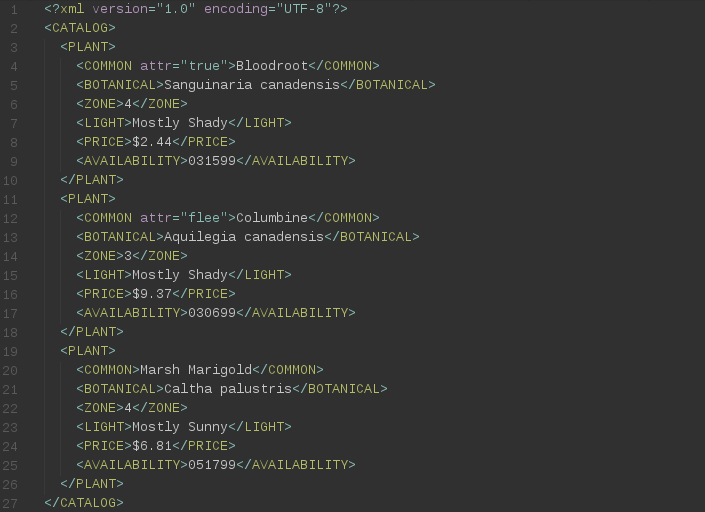 1 <?xml version="1.0" encoding="UTF-8"?>
2 <CATALOG>
3 <PLANT>
4 <COMMON attr="true">Bloodroot</COMMON>
5 <BOTANICAL>Sanguinaria canadensis</BOTANICAL>
6 <ZONE>4</ZONE>
7 <LIGHT>Mostly Shady</LIGHT>
8 <PRICE>$2.44</PRICE>
9 <AVAILABILITY>031599</AVAILABILITY>
10 </PLANT>
11 <PLANT>
12 <COMMON attr="flee">Columbine</COMMON>
13 <BOTANICAL>Aquilegia canadensis</BOTANICAL>
14 <ZONE>3</ZONE>
15 <LIGHT>Mostly Shady</LIGHT>
16 <PRICE>$9.37</PRICE>
17 <AVAILABILITY>030699</AVAILABILITY>
18 </PLANT>
19 <PLANT>
20 <COMMON>Marsh Marigold</COMMON>
21 <BOTANICAL>Caltha palustris</BOTANICAL>
22 <ZONE>4</ZONE>
23 <LIGHT>Mostly Sunny</LIGHT>
24 <PRICE>$6.81</PRICE>
25 <AVAILABILITY>051799</AVAILABILITY>
26 </PLANT>
27 </CATALOG>